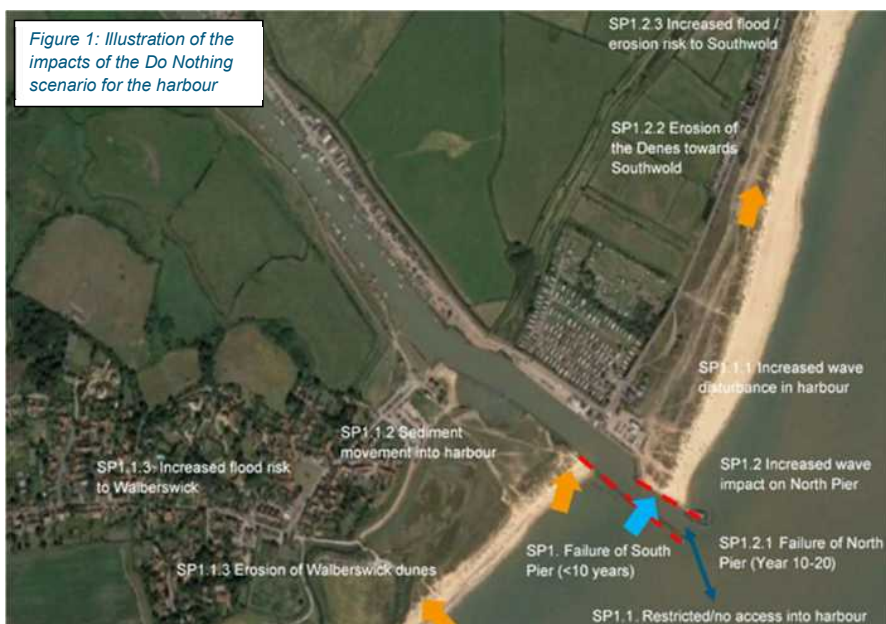 Figure 1: Illustration of the
impacts of the Do Nothing
scenario for the harbour
SP1.2.3 Increased flood /
erosion risk to Southwold
SP1.2.2 Erosion of
the Denes towards
Southwold
SP1.1.1 Increased wave
disturbance in harbour
SP1.1.2 Sediment
movement into harbour
SP1.1.3- Increased flood risk
to Walberswick
SP1.2 Increased wave
impact on North Pier
SP1. Failure of South
Pier (<10 years)
SP1.2.1 Failure of North
Pier (Year 10-20)
SP1.1.3 Erosion of Walberswick dunes
SP1.1. Restricted/no access into harbour